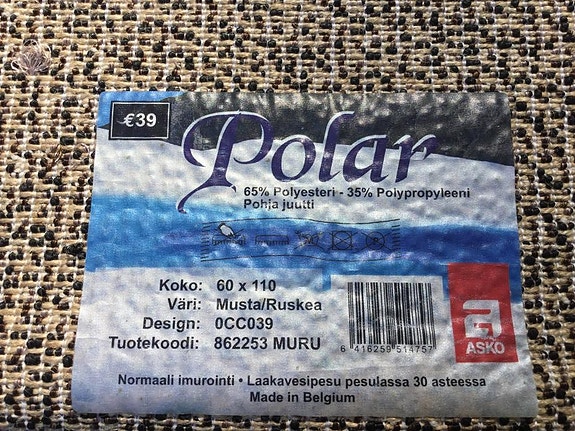 €39
Polar
65% Polyesteri - 35% Polypropyleeni
Pohja juutti
Koko: 60 x 110
Väri: Musta/Ruskea
Design: 0CC039
Tuotekoodi: 862253 MURU
6 416259 514757
a
ASKO
Normaali imurointi • Laakavesipesu pesulassa 30 asteessa
Made in Belgium